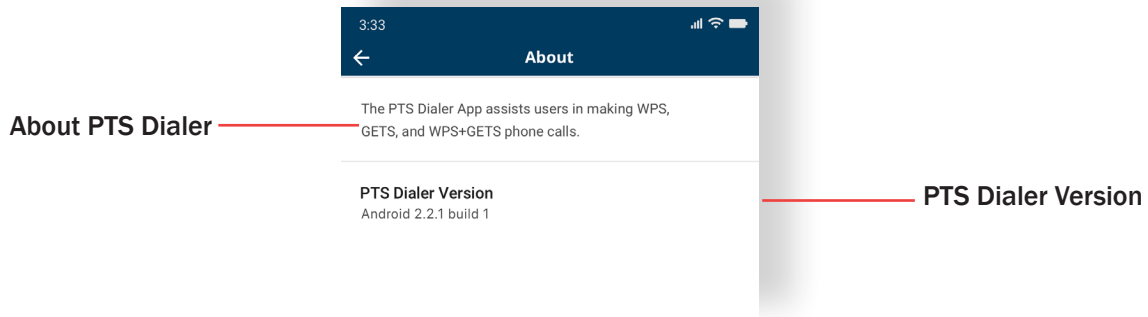 3:33
About
The PTS Dialer App assists users in making WPS,
GETS, and WPS+GETS phone calls.
About PTS Dialer
PTS Dialer Version
Android 2.2.1 build 1
PTS Dialer Version